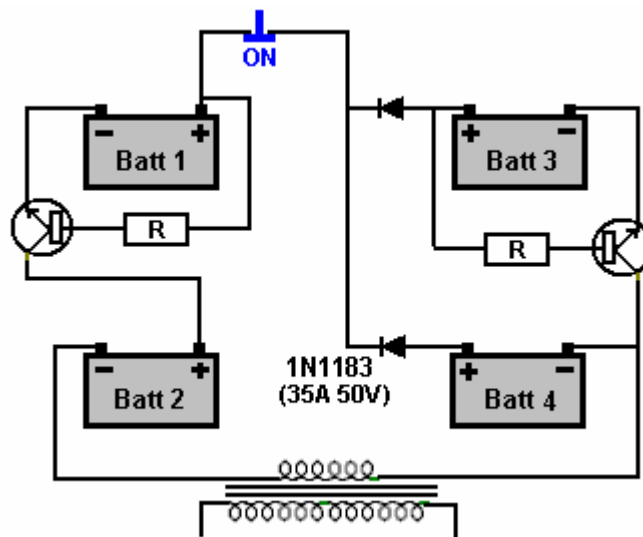 ON
- +
Batt 1
+ -
Batt 3
R
R
- +
Batt 2
1N1183
(35A 50V)
+ -
Batt 4